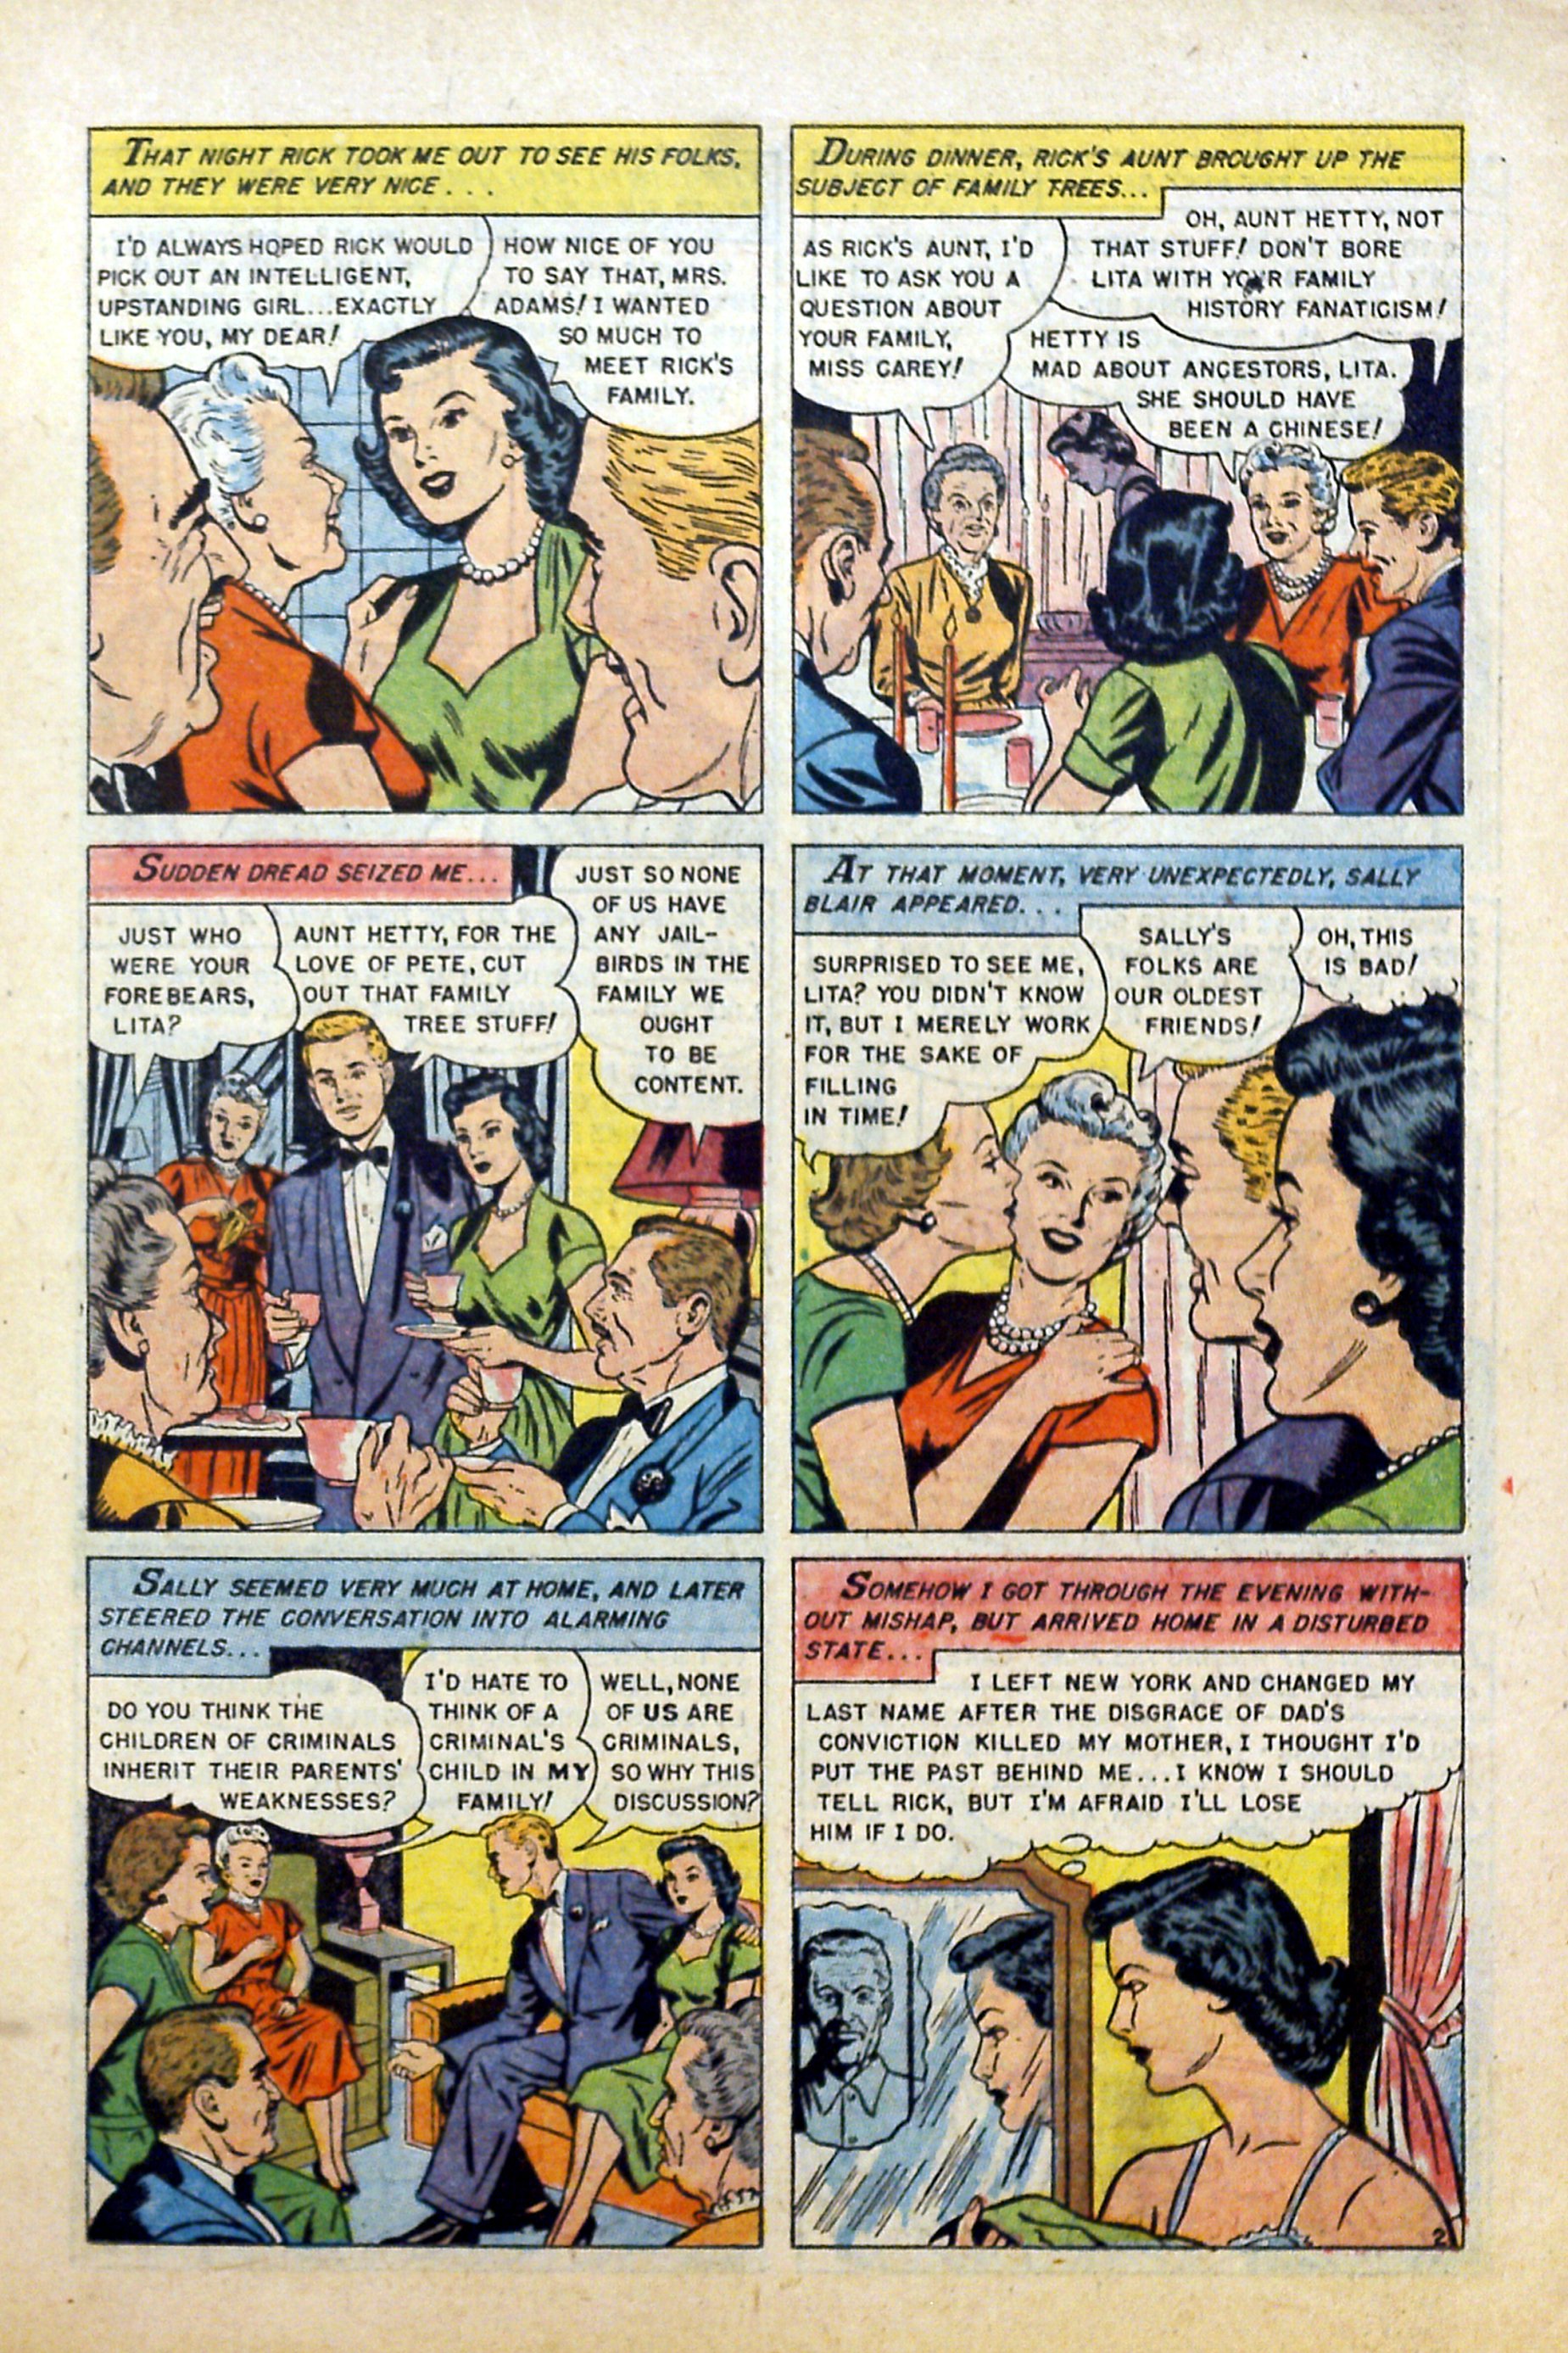 THAT NIGHT RICK TOOK ME OUT TO SEE HIS FOLKS,
AND THEY WERE VERY NICE...
I'D ALWAYS HOPED RICK WOULD
PICK OUT AN INTELLIGENT,
UPSTANDING GIRL...EXACTLY
LIKE YOU, MY DEAR!
HOW NICE OF YOU
TO SAY THAT, MRS.
ADAMS! I WANTED
SO MUCH TO
MEET RICK'S
FAMILY.
DURING DINNER, RICK'S AUNT BROUGHT UP THE
SUBJECT OF FAMILY TREES...
AS RICK'S AUNT, I'D
LIKE TO ASK YOU A
QUESTION ABOUT
YOUR FAMILY,
MISS CAREY!
OH, AUNT HETTY, NOT
THAT STUFF! DON'T BORE
LITA WITH YOUR FAMILY
HISTORY FANATICISM!
HETTY IS
MAD ABOUT ANCESTORS, LITA.
SHE SHOULD HAVE
BEEN A CHINESE!
SUDDEN DREAD SEIZED ME...
JUST WHO
WERE YOUR
FOREBEARS,
LITA?
AUNT HETTY, FOR THE
LOVE OF PETE, CUT
OUT THAT FAMILY
TREE STUFF!
JUST SO NONE
OF US HAVE
ANY JAIL-
BIRDS IN THE
FAMILY WE
OUGHT
TO BE
CONTENT.
AT THAT MOMENT, VERY UNEXPECTEDLY, SALLY
BLAIR APPEARED...
SURPRISED TO SEE ME,
LITA? YOU DIDN'T KNOW
IT, BUT I MERELY WORK
FOR THE SAKE OF
FILLING
IN TIME!
SALLY'S
FOLKS ARE
OUR OLDEST
FRIENDS!
OH, THIS
IS BAD!
SALLY SEEMED VERY MUCH AT HOME, AND LATER
STEERED THE CONVERSATION INTO ALARMING
CHANNELS...
DO YOU THINK THE
CHILDREN OF CRIMINALS
INHERIT THEIR PARENTS'
WEAKNESSES?
I'D HATE TO
THINK OF A
CRIMINAL'S
CHILD IN MY
FAMILY!
WELL, NONE
OF US ARE
CRIMINALS,
SO WHY THIS
DISCUSSION?
SOMEHOW I GOT THROUGH THE EVENING WITH-
OUT MISHAP, BUT ARRIVED HOME IN A DISTURBED
STATE...
I LEFT NEW YORK AND CHANGED MY
LAST NAME AFTER THE DISGRACE OF DAD'S
CONVICTION KILLED MY MOTHER, I THOUGHT I'D
PUT THE PAST BEHIND ME...I KNOW I SHOULD
TELL RICK, BUT I'M AFRAID I'LL LOSE
HIM IF I DO.
2